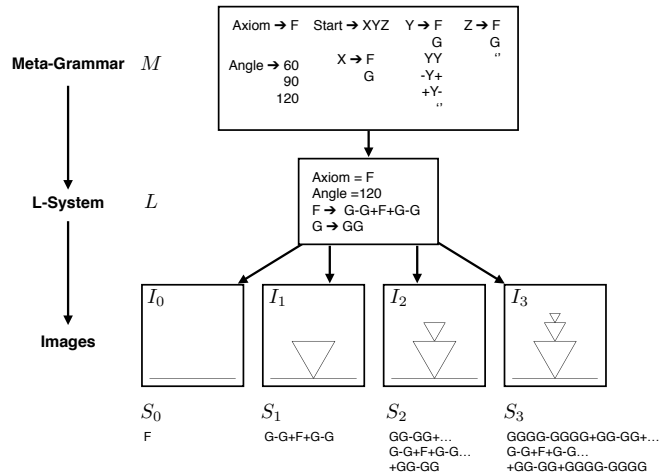 Axiom → F Start → XYZ Y → F Z → F
G G
Meta-Grammar M Angle → 60 X → F YY ‘’
90 G -Y+
120 +Y-
‘’
Axiom = F
Angle =120
L-System L F → G-G+F+G-G
G → GG
I₀ I₁ I₂ I₃
Images
S₀ S₁ S₂ S₃
F G-G+F+G-G GG-GG+… GGGG-GGGG+GG-GG+…
G-G+F+G… G-G+F+G-G…
+GG-GG +GG-GG+GGGG-GGGG